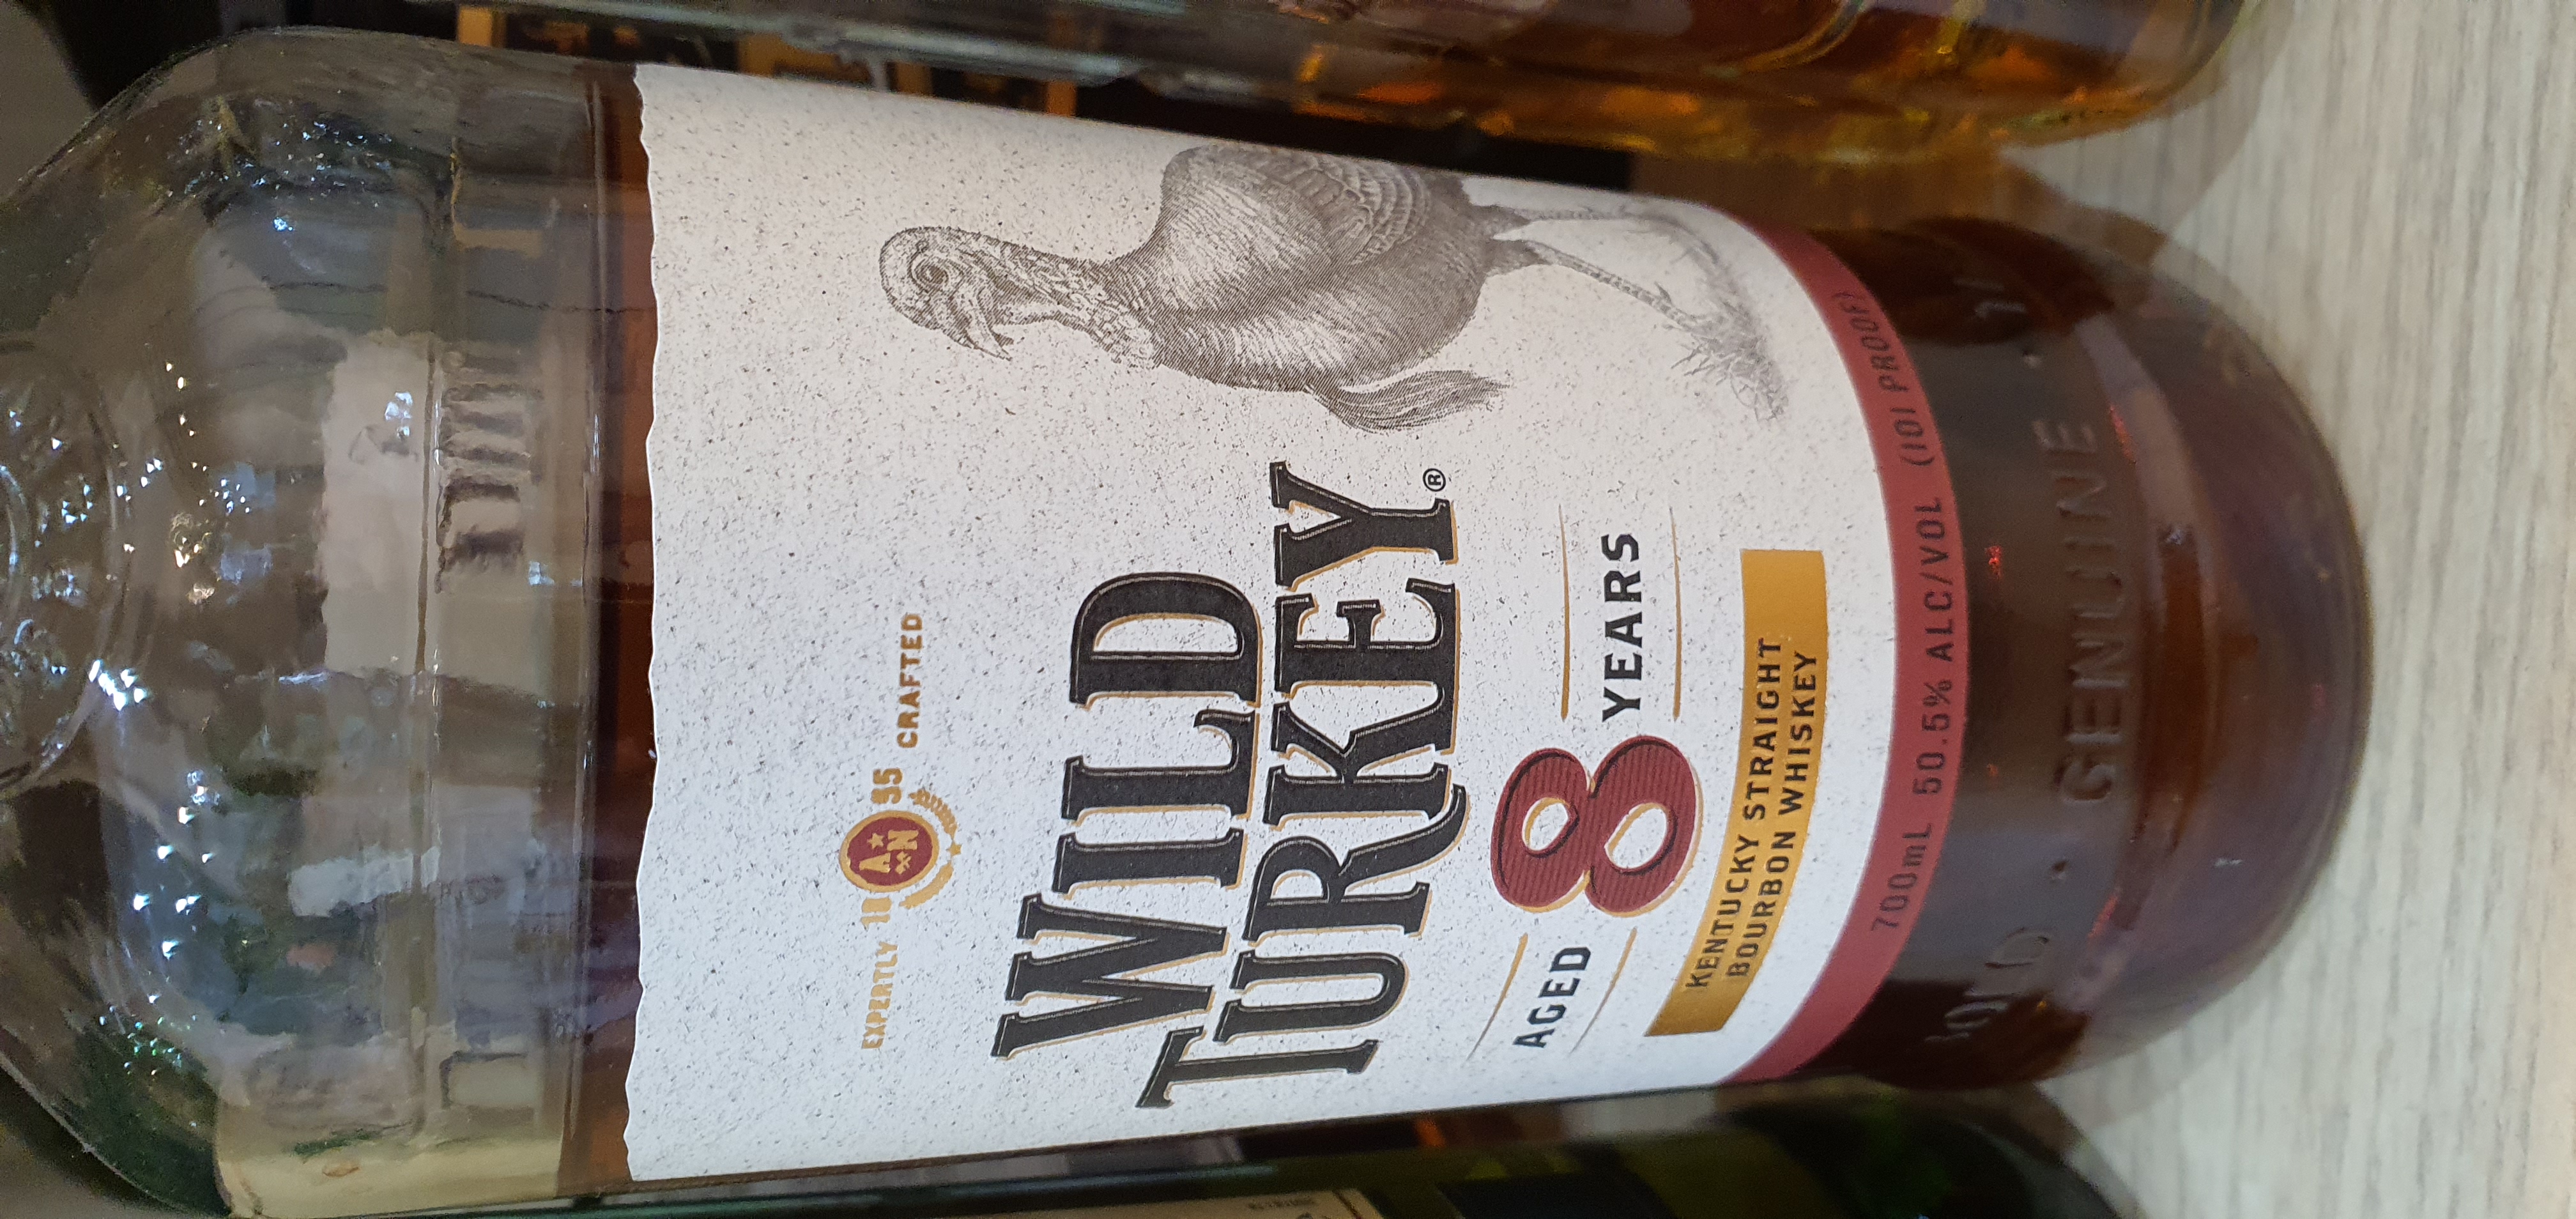 EXPERTLY 18 A N 55 CRAFTED
WILD
TURKEY®
AGED 8 YEARS
KENTUCKY STRAIGHT
BOURBON WHISKEY
700mL 50.5% ALC/VOL (101 PROOF)
GENUINE